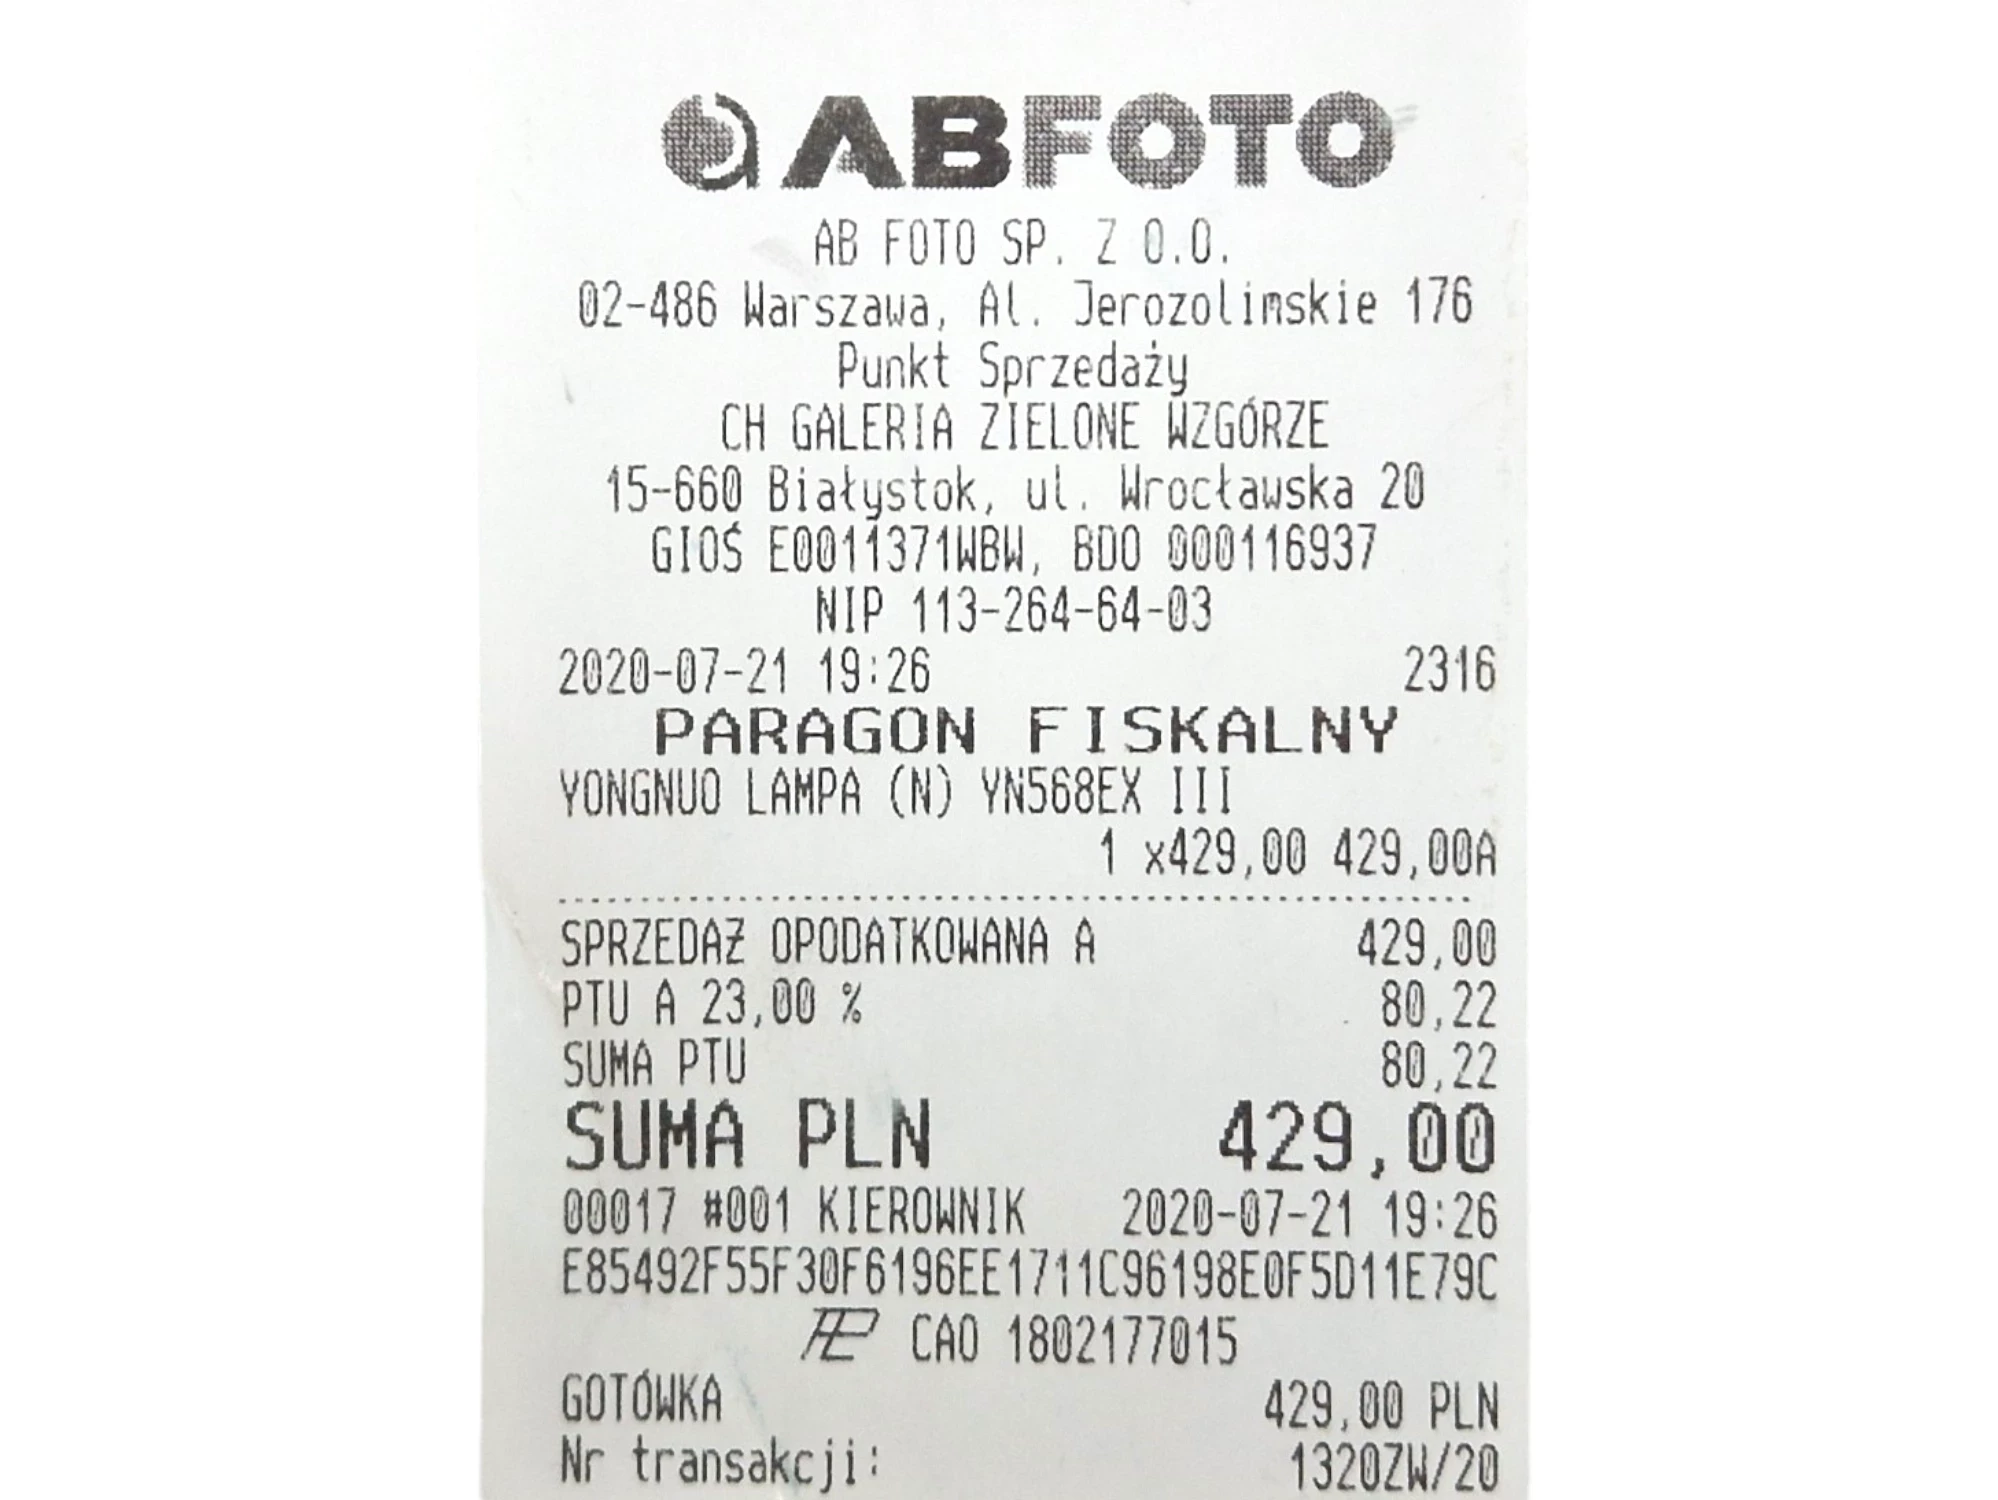 ABFOTO
AB FOTO SP. Z O.O.
02-486 Warszawa, Al. Jerozolimskie 176
Punkt Sprzedaży
CH GALERIA ZIELONE WZGÓRZE
15-660 Białystok, ul. Wrocławska 20
GIOŚ E0011371WBW, BDO 000116937
NIP 113-264-64-03
2020-07-21 19:26 2316
PARAGON FISKALNY
YONGNUO LAMPA (N) YN568EX III
1 x429,00 429,00A
SPRZEDAŻ OPODATKOWANA A 429,00
PTU A 23,00 % 80,22
SUMA PTU 80,22
SUMA PLN 429,00
00017 #001 KIEROWNIK 2020-07-21 19:26
E85492F55F30F6196EE1711C96198E0F5D11E79C
CAO 1802177015
GOTÓWKA 429,00 PLN
Nr transakcji: 1320ZW/20